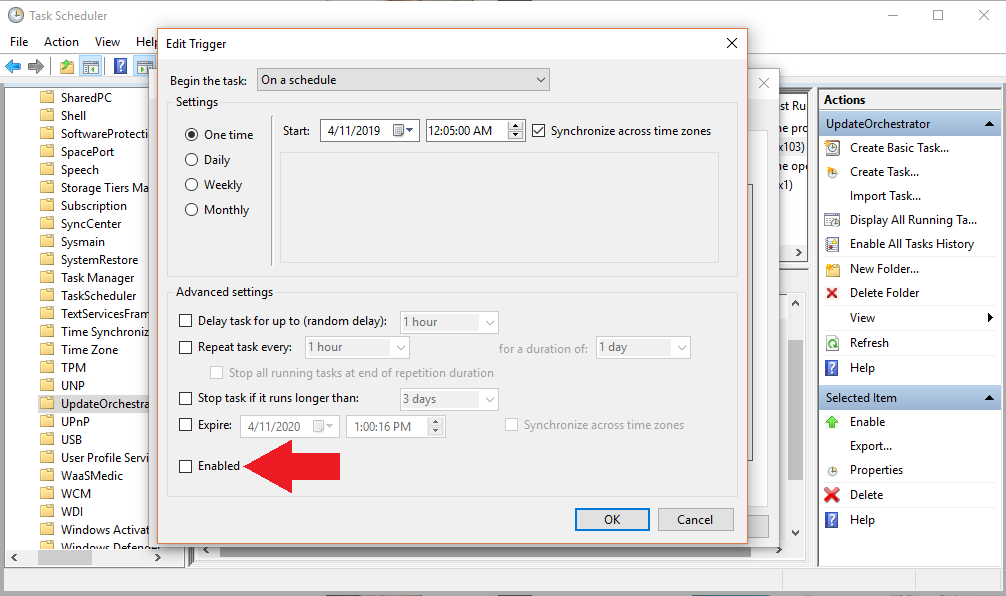 Task Scheduler
File Action View Help
Edit Trigger
Begin the task: On a schedule
Settings
One time
Daily
Weekly
Monthly
Start: 4/11/2019 12:05:00 AM Synchronize across time zones
Advanced settings
Delay task for up to (random delay): 1 hour
Repeat task every: 1 hour for a duration of: 1 day
Stop all running tasks at end of repetition duration
Stop task if it runs longer than: 3 days
Expire: 4/11/2020 1:00:16 PM Synchronize across time zones
Enabled
OK Cancel
SharedPC
Shell
SoftwareProtecti
SpacePort
Speech
Storage Tiers Ma
Subscription
SyncCenter
Sysmain
SystemRestore
Task Manager
TaskScheduler
TextServicesFram
Time Synchroniz
Time Zone
TPM
UNP
UpdateOrchestra
UPnP
USB
User Profile Servi
WaaSMedic
WCM
WDI
Windows Activat
Windows Defender
st Ru
ne pro
x103)
ne ope
x1)
Actions
UpdateOrchestrator
Create Basic Task...
Create Task...
Import Task...
Display All Running Ta...
Enable All Tasks History
New Folder...
Delete Folder
View
Refresh
Help
Selected Item
Enable
Export...
Properties
Delete
Help